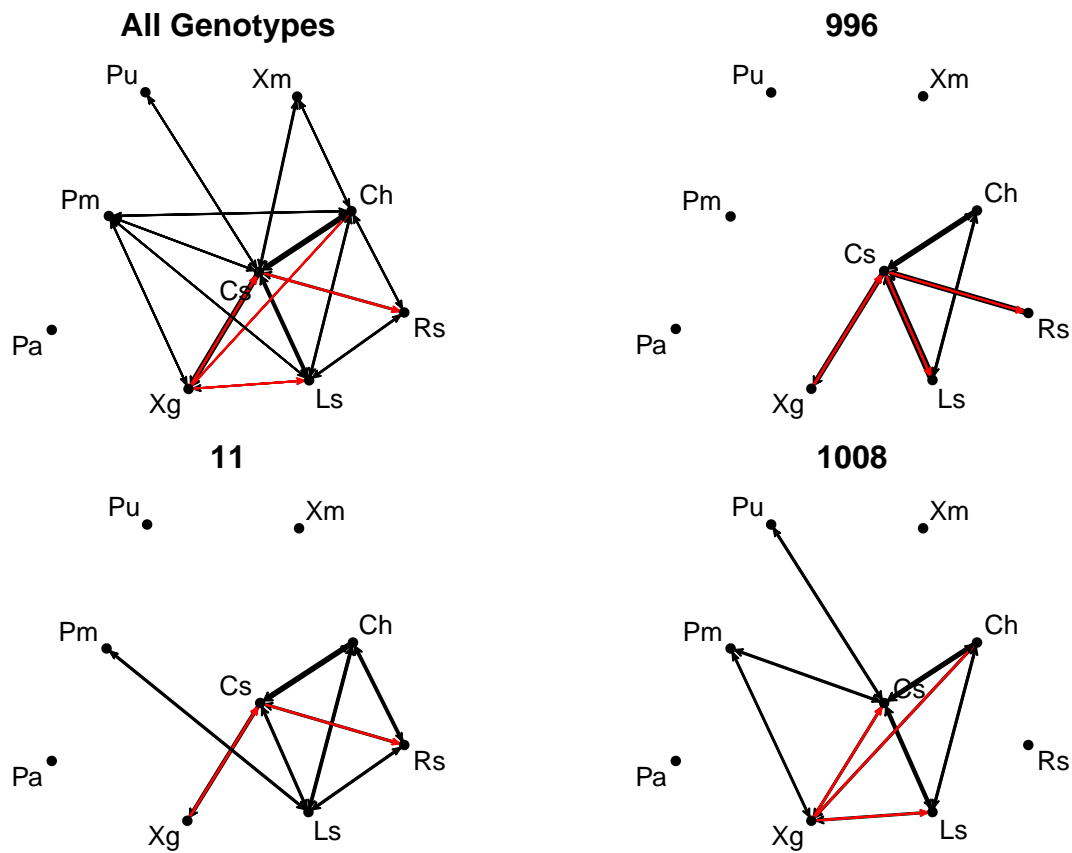 All Genotypes
Pu
Xm
Pm
Ch
Cs
Pa
Rs
Xg
Ls
996
Pu
Xm
Pm
Ch
Cs
Pa
Rs
Xg
Ls
11
Pu
Xm
Pm
Ch
Cs
Pa
Rs
Xg
Ls
1008
Pu
Xm
Pm
Ch
Cs
Pa
Rs
Xg
Ls